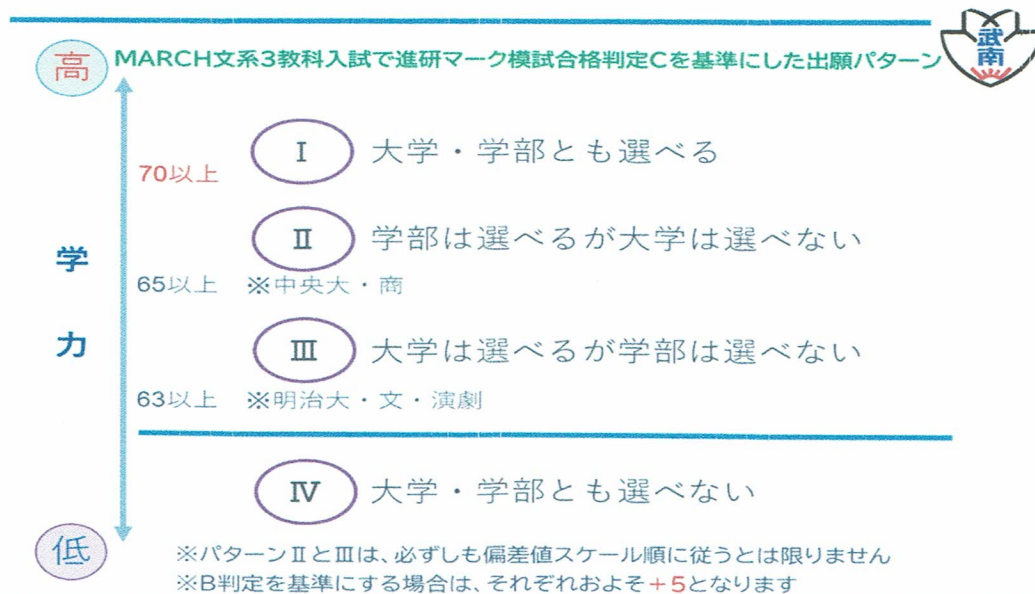 武南
高 MARCH文系3教科入試で進研マーク模試合格判定Cを基準にした出願パターン
Ⅰ 大学・学部とも選べる
70以上
Ⅱ 学部は選べるが大学は選べない
65以上 ※中央大・商
Ⅲ 大学は選べるが学部は選べない
63以上 ※明治大・文・演劇
学力
Ⅳ 大学・学部とも選べない
低
※パターンⅡとⅢは、必ずしも偏差値スケール順に従うとは限りません
※B判定を基準にする場合は、それぞれおよそ+5となります